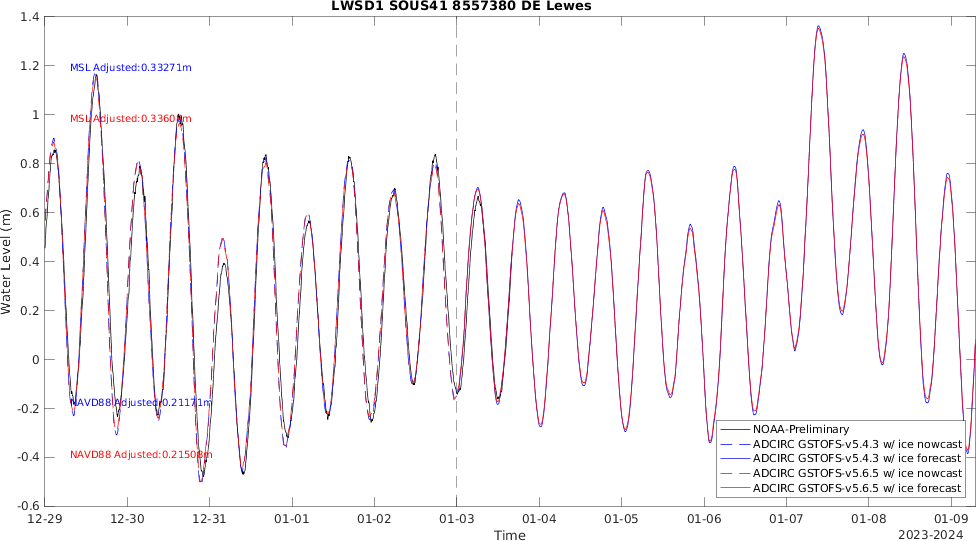 LWSD1 SOUS41 8557380 DE Lewes
1.4
1.2
1
0.8
0.6
0.4
0.2
0
-0.2
-0.4
-0.6
Water Level (m)
MSL Adjusted:0.33271m
MSL Adjusted:0.33601m
NAVD88 Adjusted:0.21171m
NAVD88 Adjusted:0.21508m
NOAA-Preliminary
ADCIRC GSTOFS-v5.4.3 w/ ice nowcast
ADCIRC GSTOFS-v5.4.3 w/ ice forecast
ADCIRC GSTOFS-v5.6.5 w/ ice nowcast
ADCIRC GSTOFS-v5.6.5 w/ ice forecast
12-29 12-30 12-31 01-01 01-02 01-03 01-04 01-05 01-06 01-07 01-08 01-09
Time
2023-2024